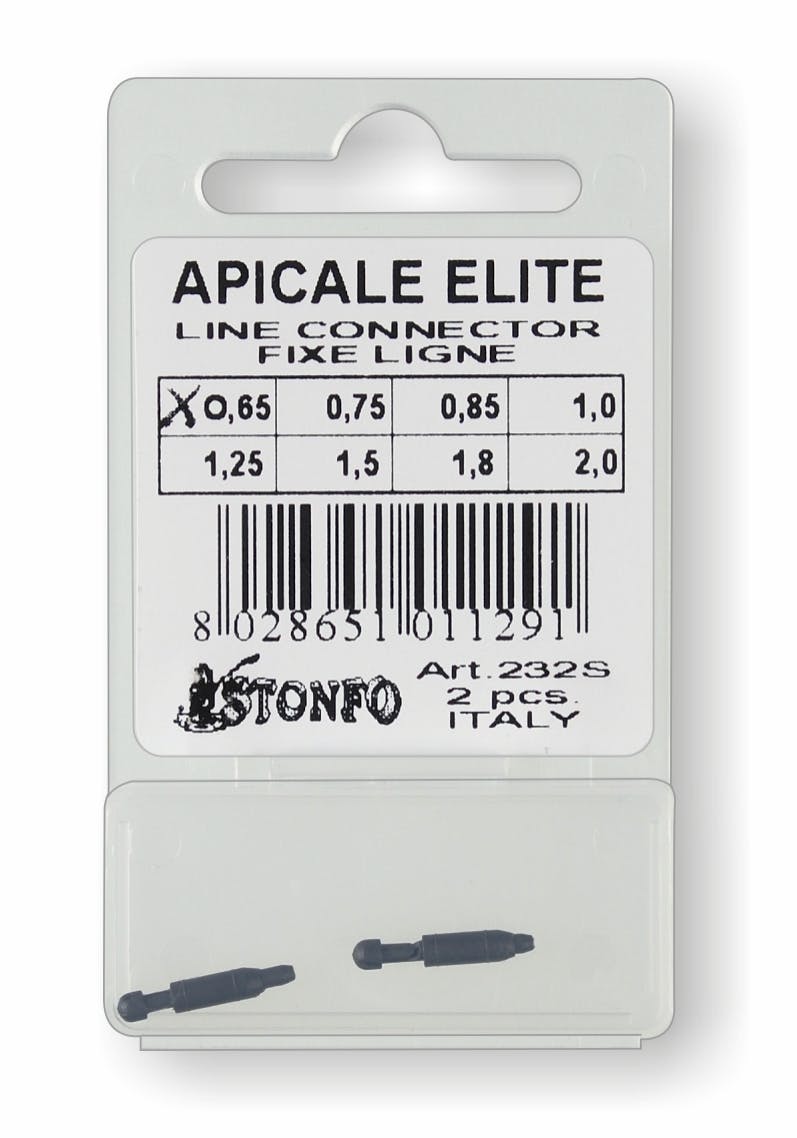 APICALE ELITE
LINE CONNECTOR
FIXE LIGNE
X 0,65 0,75 0,85 1,0
1,25 1,5 1,8 2,0
8 028651 011291
STONFO
Art.232S
2 pcs.
ITALY